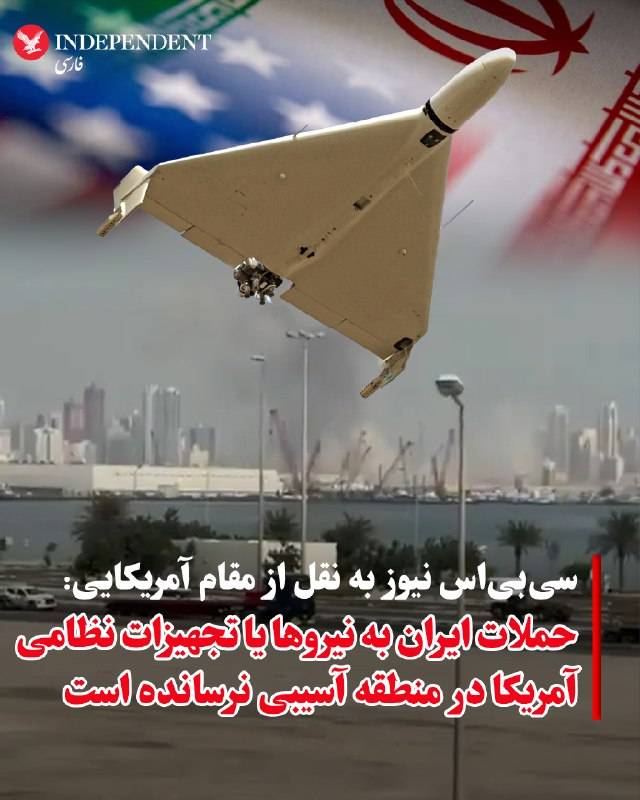 INDEPENDENT
فارسی
سی‌بی‌اس نیوز به نقل از مقام آمریکایی:
حملات ایران به نیروها یا تجهیزات نظامی
آمریکا در منطقه آسیبی نرسانده است